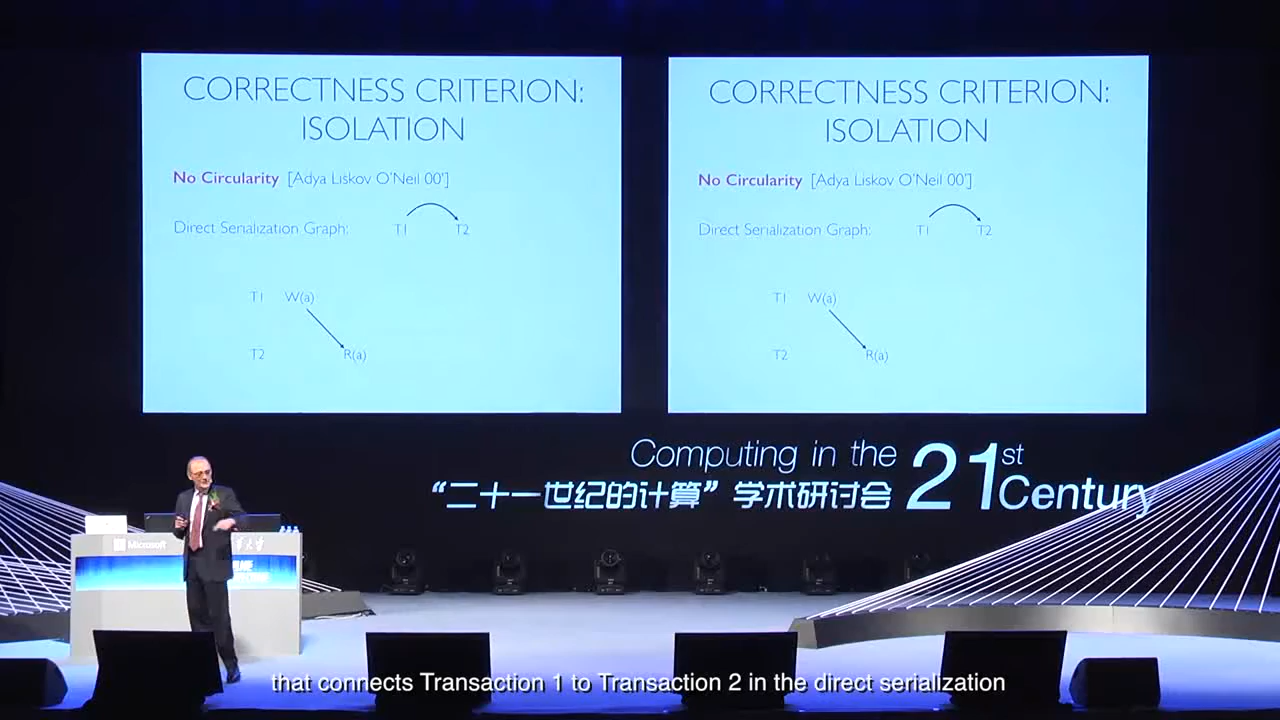 CORRECTNESS CRITERION:
ISOLATION
No Circularity [Adya Liskov O'Neil 00']
Direct Serialization Graph: T1 T2
T1 W(a)
T2 R(a)
CORRECTNESS CRITERION:
ISOLATION
No Circularity [Adya Liskov O'Neil 00']
Direct Serialization Graph: T1 T2
T1 W(a)
T2 R(a)
Computing in the 21st Century
“二十一世纪的计算”学术研讨会
Microsoft
大学
that connects Transaction 1 to Transaction 2 in the direct serialization